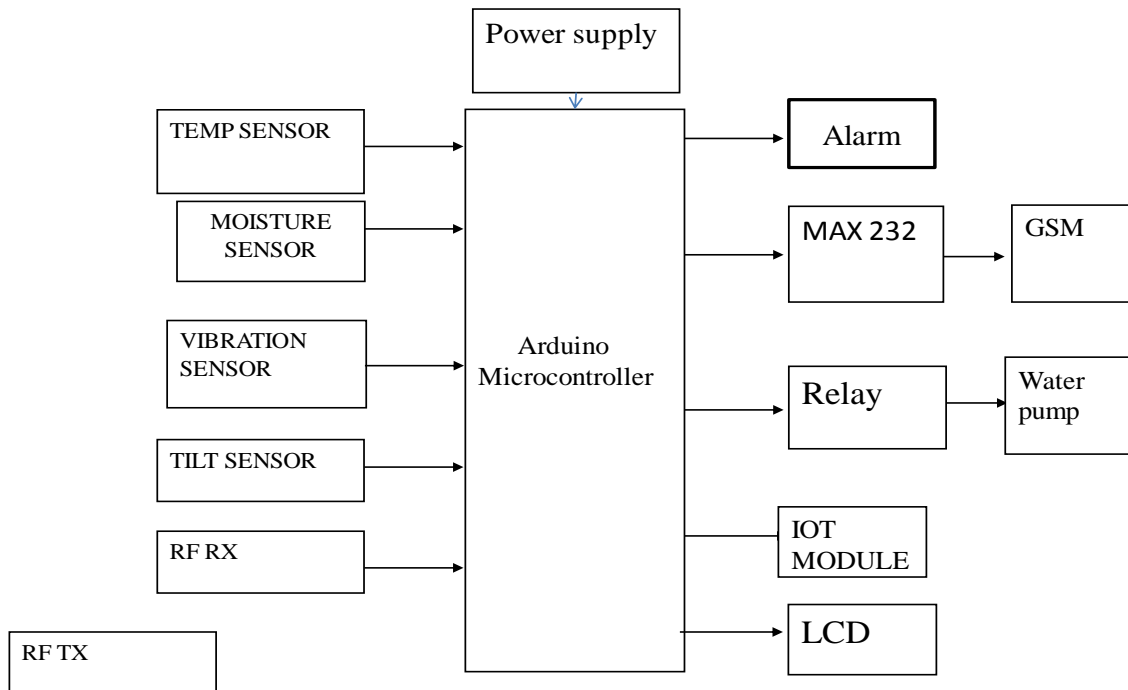 Power supply
TEMP SENSOR
Alarm
MOISTURE
SENSOR
MAX 232
GSM
VIBRATION
SENSOR
Arduino
Microcontroller
Relay
Water
pump
TILT SENSOR
RF RX
IOT
MODULE
LCD
RF TX